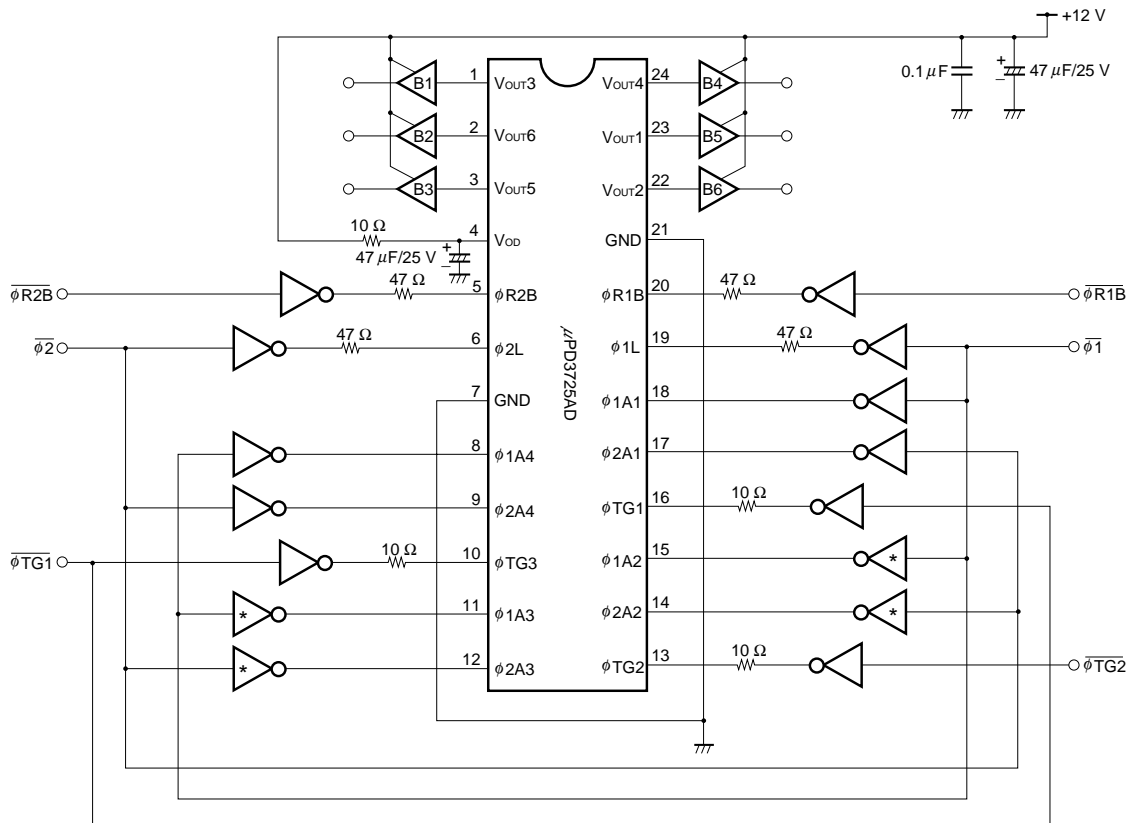 +12 V
0.1 μF
+
−
47 μF/25 V
B1
1
VOUT3
VOUT4
24
B4
B2
2
VOUT6
VOUT1
23
B5
B3
3
VOUT5
VOUT2
22
B6
10 Ω
4
VOD
GND
21
47 μF/25 V
+
−
φR2B
47 Ω
5
φR2B
φR1B
20
47 Ω
φR1B
φ2
47 Ω
6
φ2L
φ1L
19
47 Ω
φ1
μPD3725AD
7
GND
φ1A1
18
8
φ1A4
φ2A1
17
9
φ2A4
φTG1
16
10 Ω
φTG1
10 Ω
10
φTG3
φ1A2
15
*
*
11
φ1A3
φ2A2
14
*
*
12
φ2A3
φTG2
13
10 Ω
φTG2